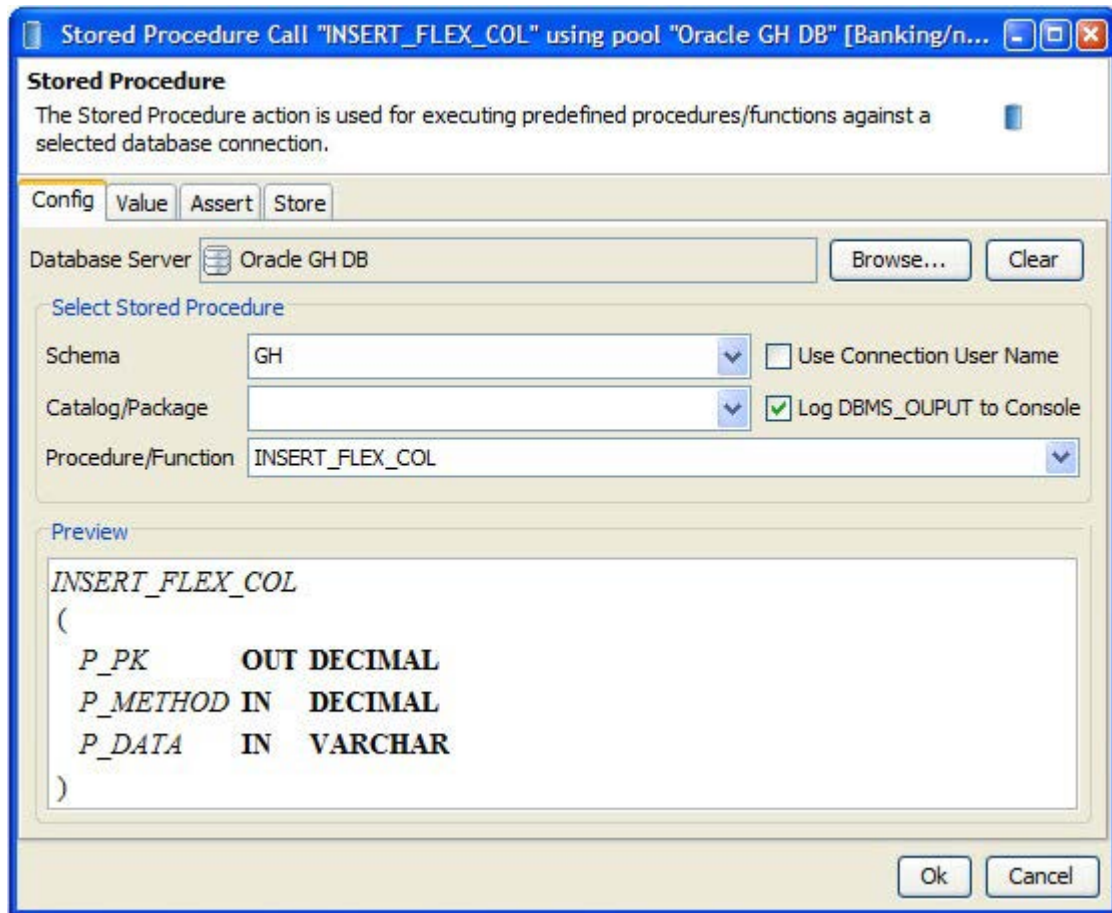 Stored Procedure Call "INSERT_FLEX_COL" using pool "Oracle GH DB" [Banking/n...
Stored Procedure
The Stored Procedure action is used for executing predefined procedures/functions against a
selected database connection.
Config Value Assert Store
Database Server Oracle GH DB Browse... Clear
Select Stored Procedure
Schema GH Use Connection User Name
Catalog/Package Log DBMS_OUPUT to Console
Procedure/Function INSERT_FLEX_COL
Preview
INSERT_FLEX_COL
(
P_PK OUT DECIMAL
P_METHOD IN DECIMAL
P_DATA IN VARCHAR
)
Ok Cancel